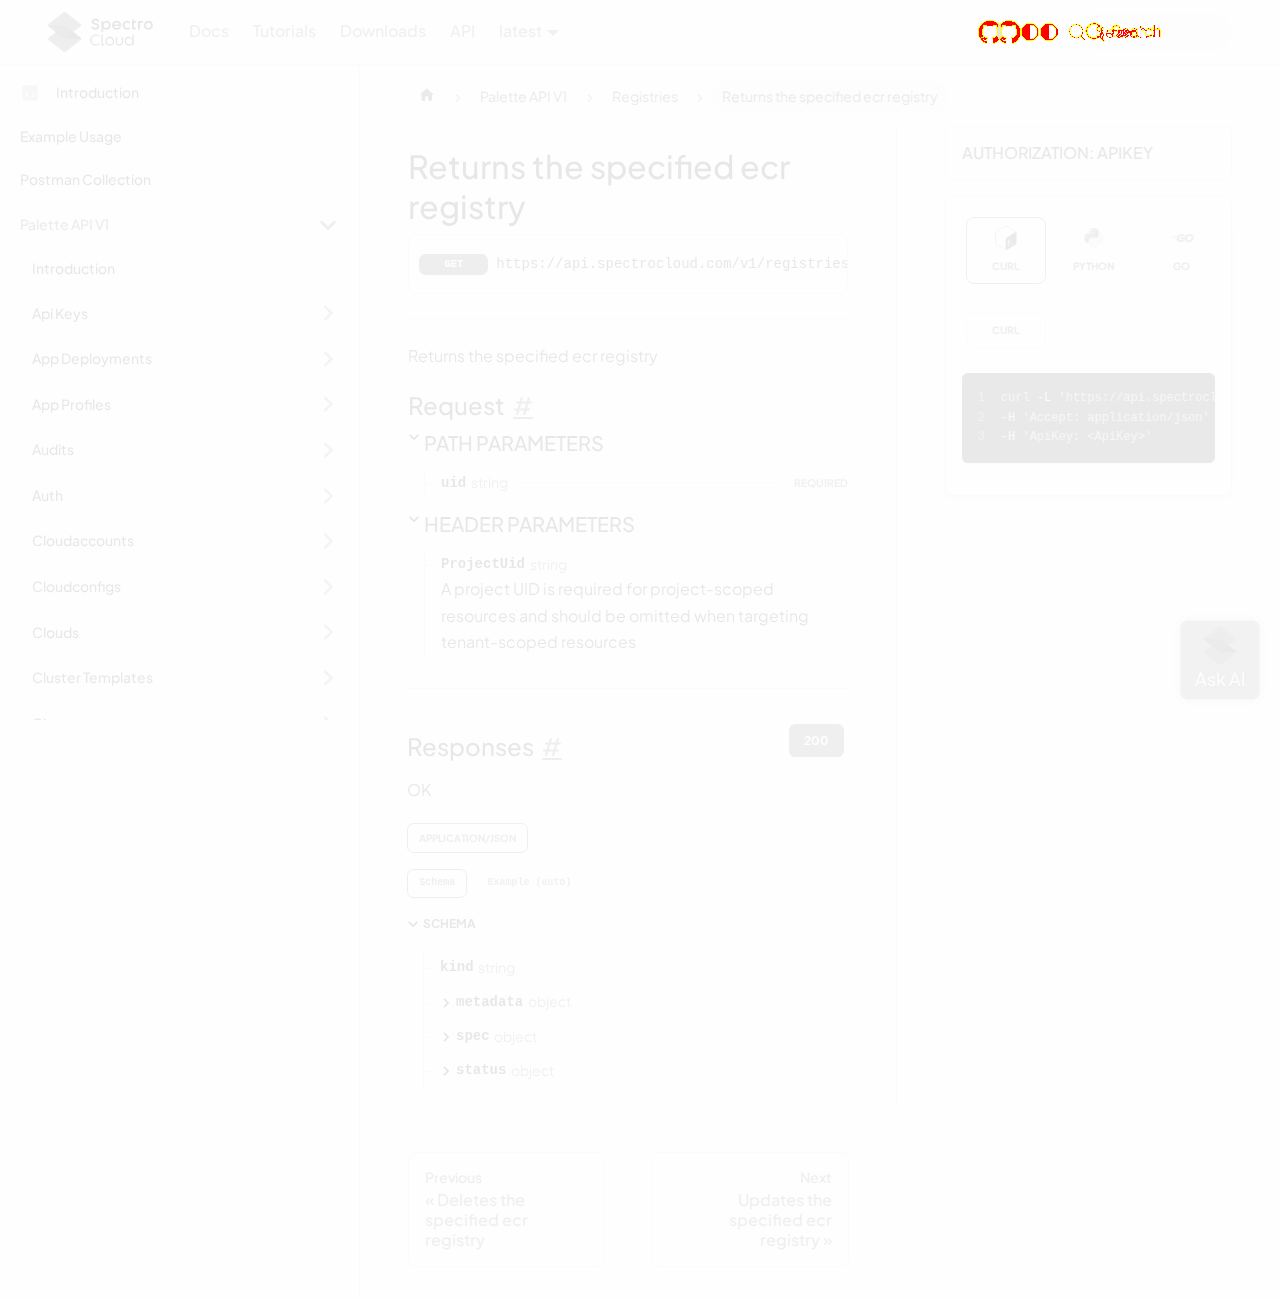 Spectro Cloud
Docs
Tutorials
Downloads
API
latest
Introduction
Example Usage
Postman Collection
Palette API V1
Introduction
Api Keys
App Deployments
App Profiles
Audits
Auth
Cloudaccounts
Cloudconfigs
Clouds
Cluster Templates
Palette API V1
Registries
Returns the specified ecr registry
Returns the specified ecr
registry
GET https://api.spectrocloud.com/v1/registries
Returns the specified ecr registry
Request #
PATH PARAMETERS
uid string REQUIRED
HEADER PARAMETERS
ProjectUid string
A project UID is required for project-scoped
resources and should be omitted when targeting
tenant-scoped resources
Responses #
200
OK
APPLICATION/JSON
Schema
Example (auto)
SCHEMA
kind string
metadata object
spec object
status object
Previous
« Deletes the
specified ecr
registry
Next
Updates the
specified ecr
registry »
AUTHORIZATION: APIKEY
CURL
PYTHON
GO
GO
CURL
1 curl -L 'https://api.spectrocl
2 -H 'Accept: application/json'
3 -H 'ApiKey: <ApiKey>'
Ask AI